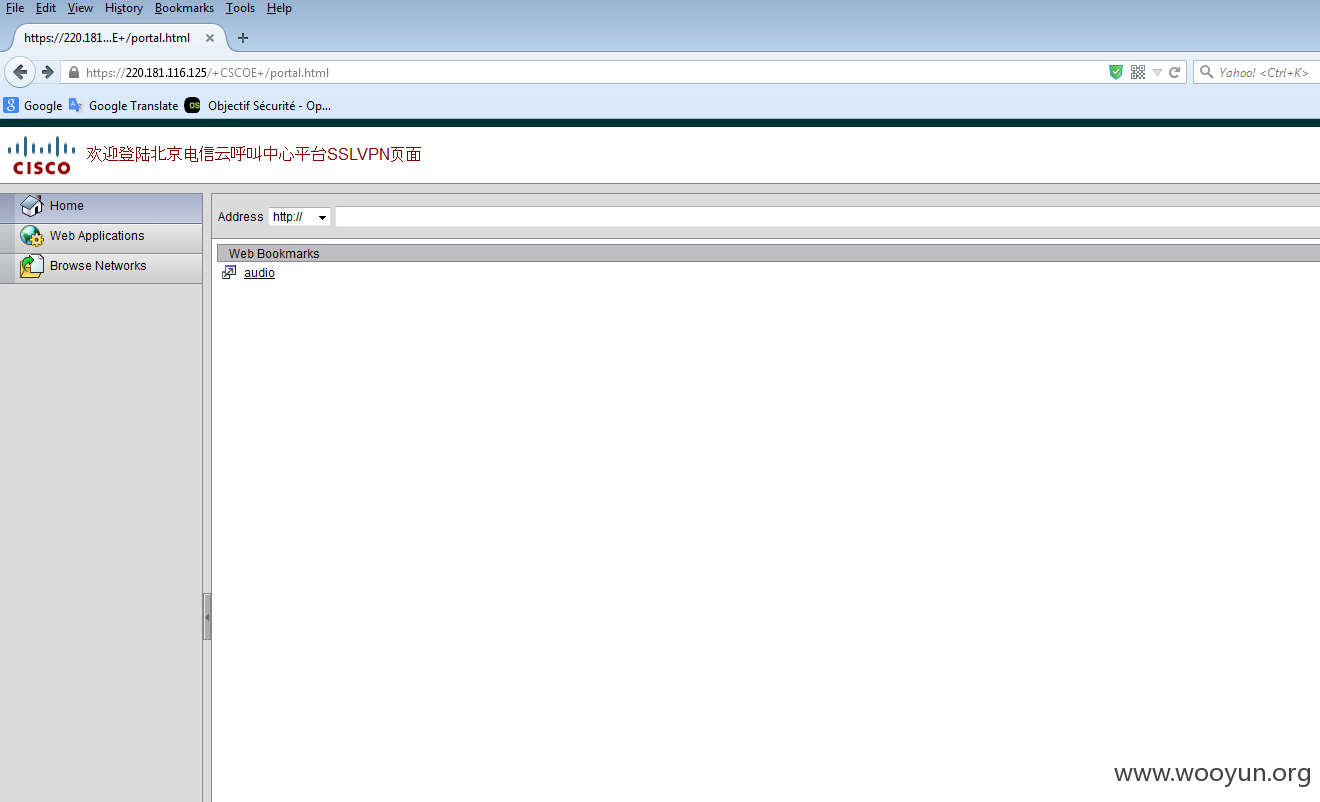 File Edit View History Bookmarks Tools Help
https://220.181...E+/portal.html
https://220.181.116.125/+CSCOE+/portal.html
Yahoo! <Ctrl+K>
8 Google
Google Translate
OS Objectif Sécurité - Op...
CISCO
欢迎登陆北京电信云呼叫中心平台SSLVPN页面
Home
Web Applications
Browse Networks
Address http://
Web Bookmarks
audio
www.wooyun.org